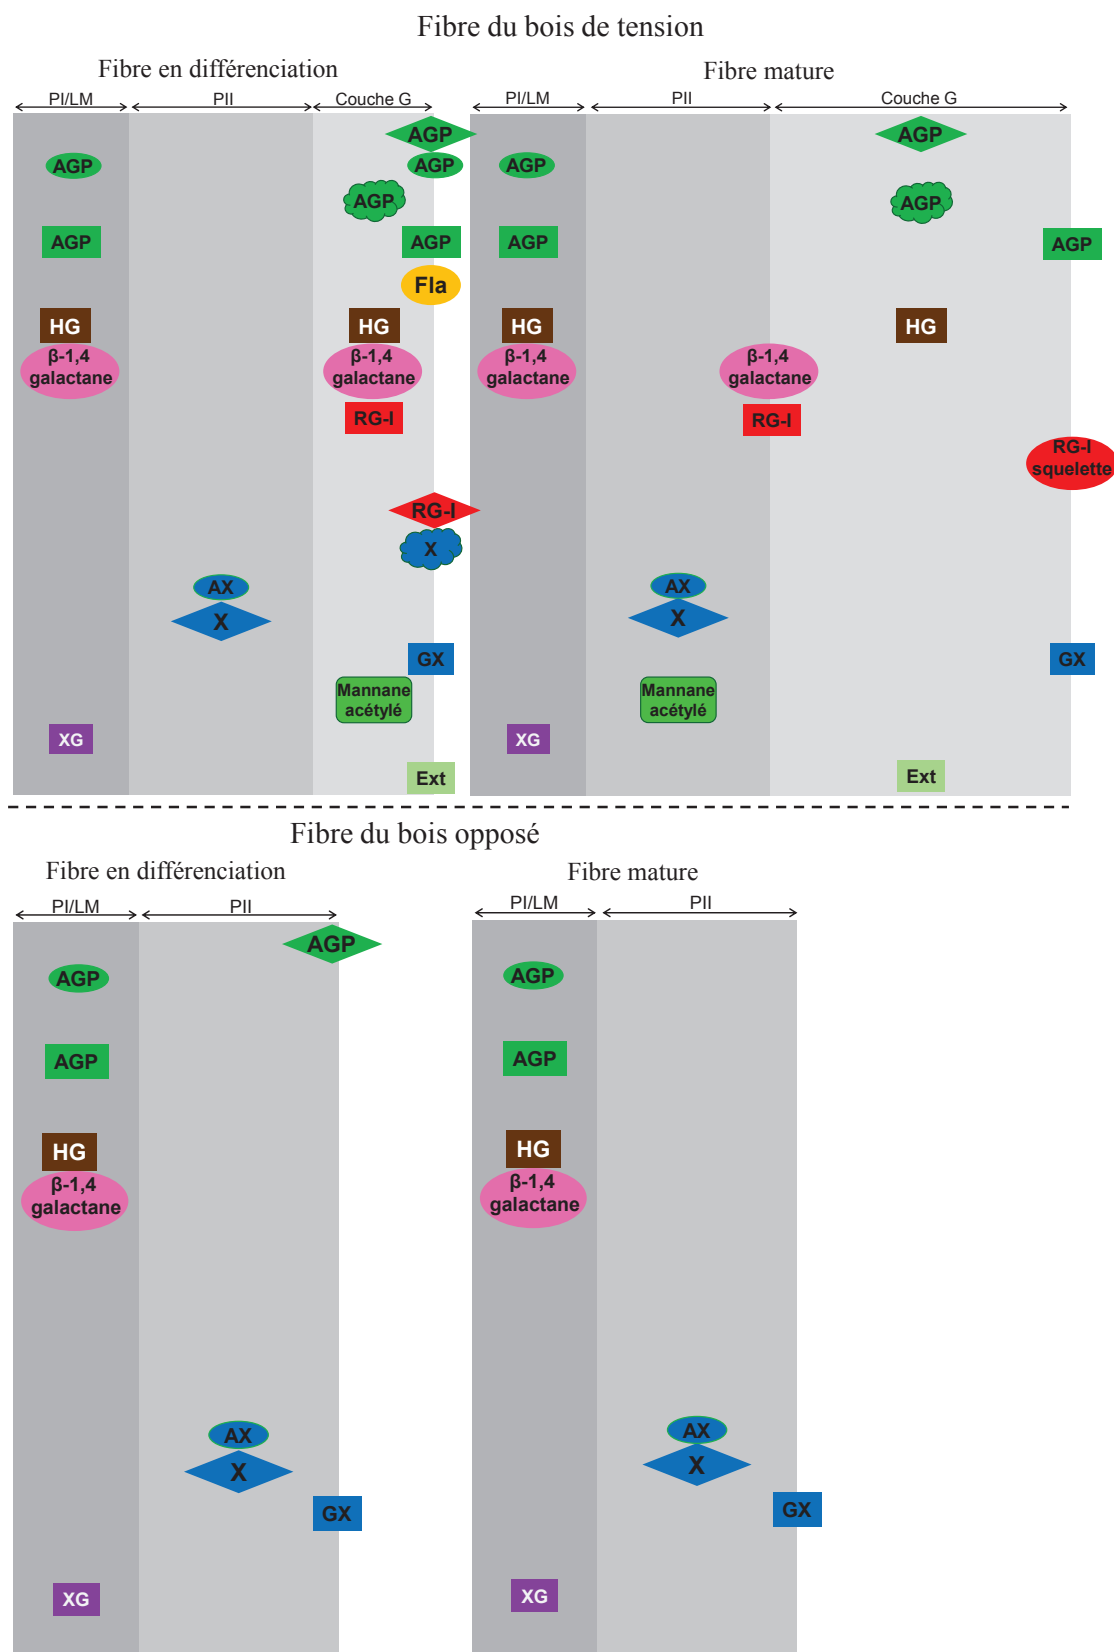 Fibre du bois de tension
Fibre en différenciation
Fibre mature
PI/LM
PII
Couche G
PI/LM
PII
Couche G
AGP
AGP
AGP
AGP
AGP
AGP
AGP
AGP
AGP
AGP
AGP
AGP
AGP
Fla
HG
HG
HG
HG
β-1,4
galactane
β-1,4
galactane
β-1,4
galactane
β-1,4
galactane
RG-I
RG-I
RG-I
squelette
RG-I
X
AX
AX
X
X
GX
GX
Mannane
acétylé
Mannane
acétylé
XG
XG
Ext
Ext
Fibre du bois opposé
Fibre en différenciation
Fibre mature
PI/LM
PII
PI/LM
PII
AGP
AGP
AGP
AGP
AGP
HG
HG
β-1,4
galactane
β-1,4
galactane
AX
AX
X
X
GX
GX
XG
XG